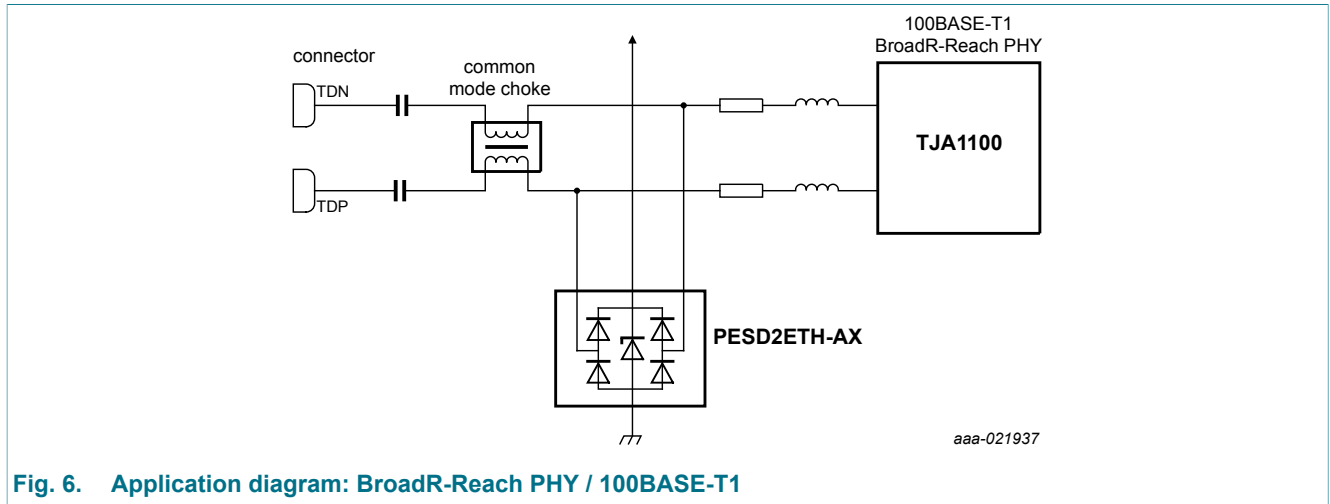 100BASE-T1
BroadR-Reach PHY
connector
common
mode choke
TDN
TJA1100
TDP
PESD2ETH-AX
aaa-021937
Fig. 6. Application diagram: BroadR-Reach PHY / 100BASE-T1